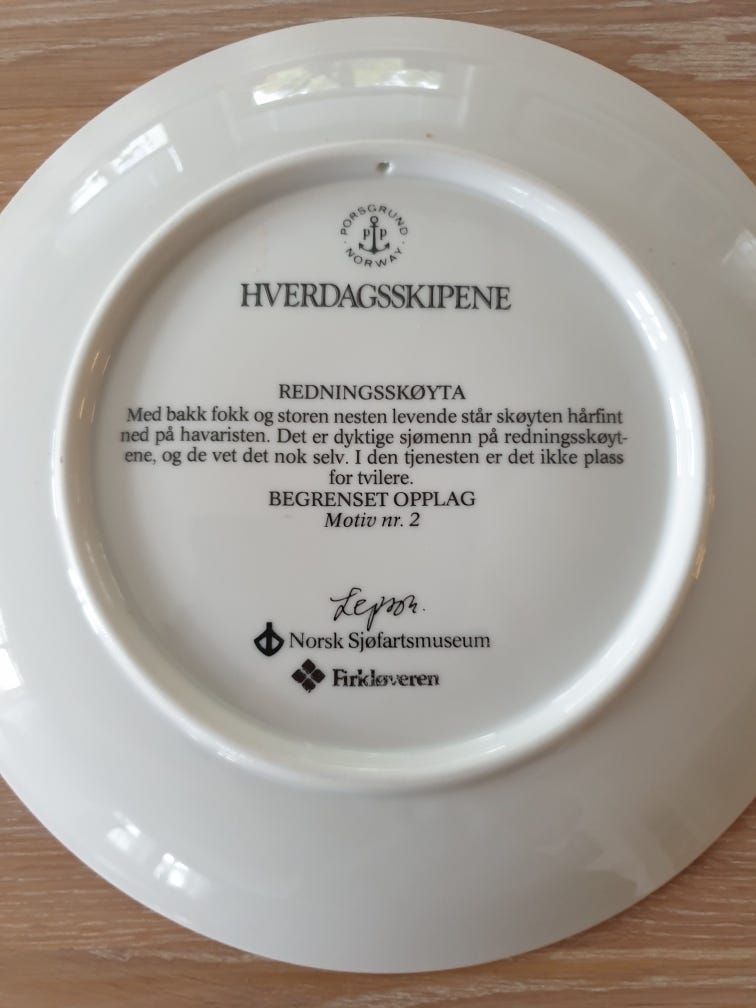 PORSGRUND
P P
NORWAY
HVERDAGSSKIPENE
REDNINGSSKØYTA
Med bakk fokk og storen nesten levende står skøyten hårfint
ned på havaristen. Det er dyktige sjømenn på redningsskøyt-
ene, og de vet det nok selv. I den tjenesten er det ikke plass
for tvilere.
BEGRENSET OPPLAG
Motiv nr. 2
Norsk Sjøfartsmuseum
Firkløveren